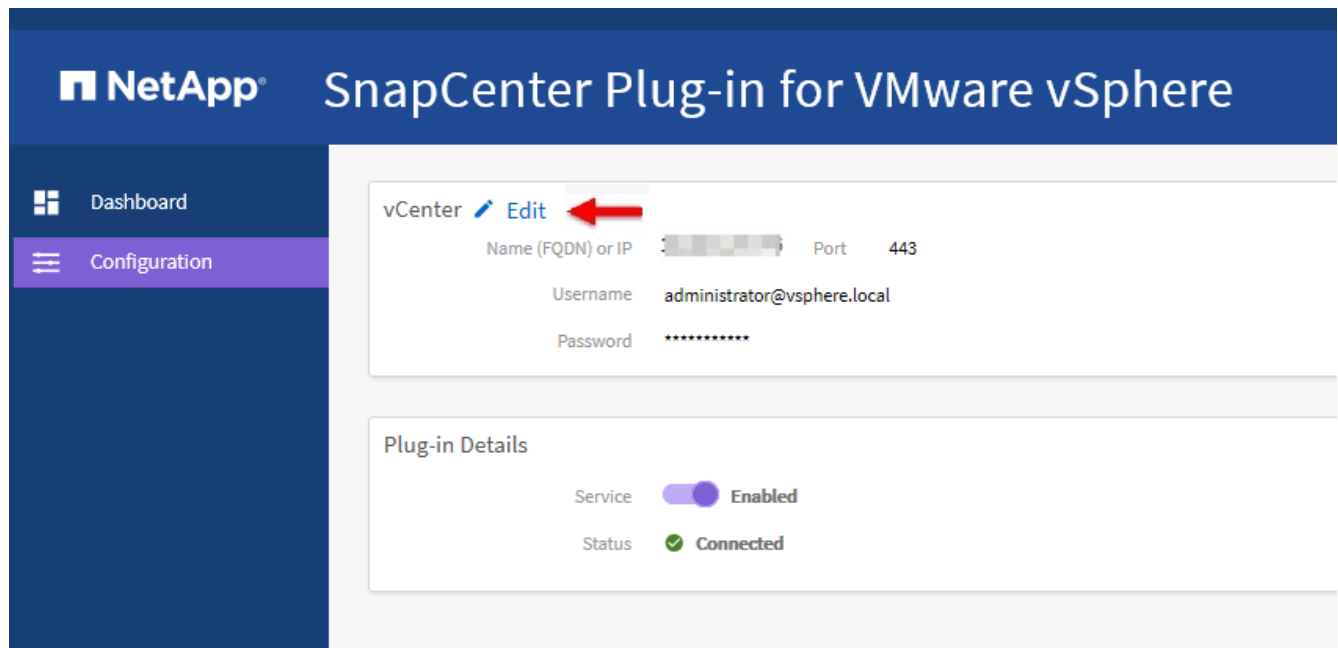 NetApp® SnapCenter Plug-in for VMware vSphere
Dashboard
Configuration
vCenter Edit
Name (FQDN) or IP Port 443
Username administrator@vsphere.local
Password ***********
Plug-in Details
Service Enabled
Status Connected